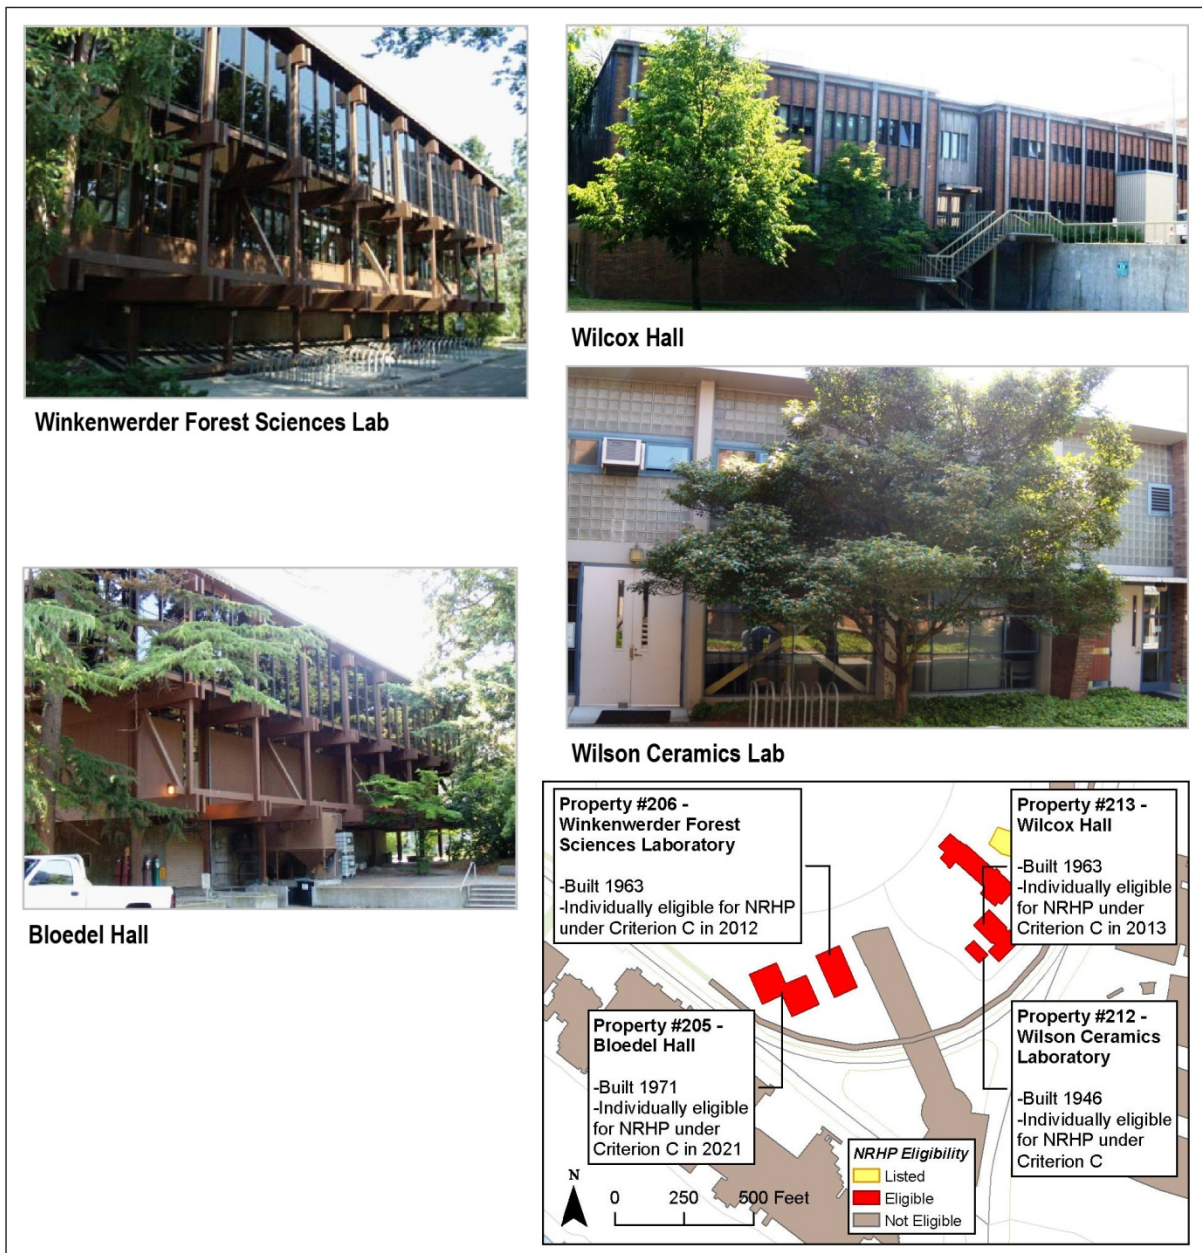 Winkenwerder Forest Sciences Lab
Wilcox Hall
Wilson Ceramics Lab
Bloedel Hall
Property #206 -
Winkenwerder Forest
Sciences Laboratory
-Built 1963
-Individually eligible for NRHP
under Criterion C in 2012
Property #213 -
Wilcox Hall
-Built 1963
-Individually eligible
for NRHP under
Criterion C in 2013
Property #205 -
Bloedel Hall
-Built 1971
-Individually eligible
for NRHP under
Criterion C in 2021
Property #212 -
Wilson Ceramics
Laboratory
-Built 1946
-Individually eligible
for NRHP under
Criterion C
NRHP Eligibility
Listed
Eligible
Not Eligible
N
0 250 500 Feet